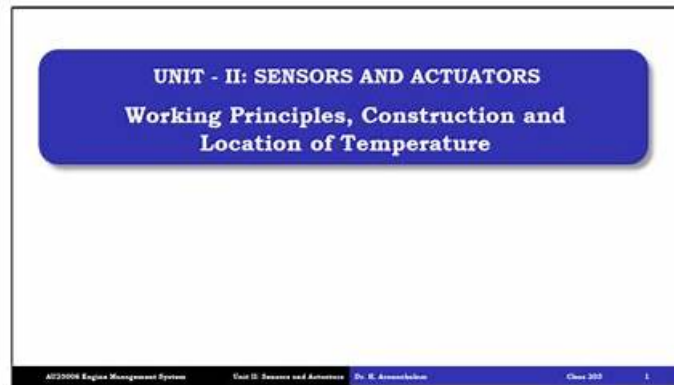 UNIT - II: SENSORS AND ACTUATORS
Working Principles, Construction and
Location of Temperature
Engine Management System Unit II: Sensors and Actuators Dr. K. Class 203 1